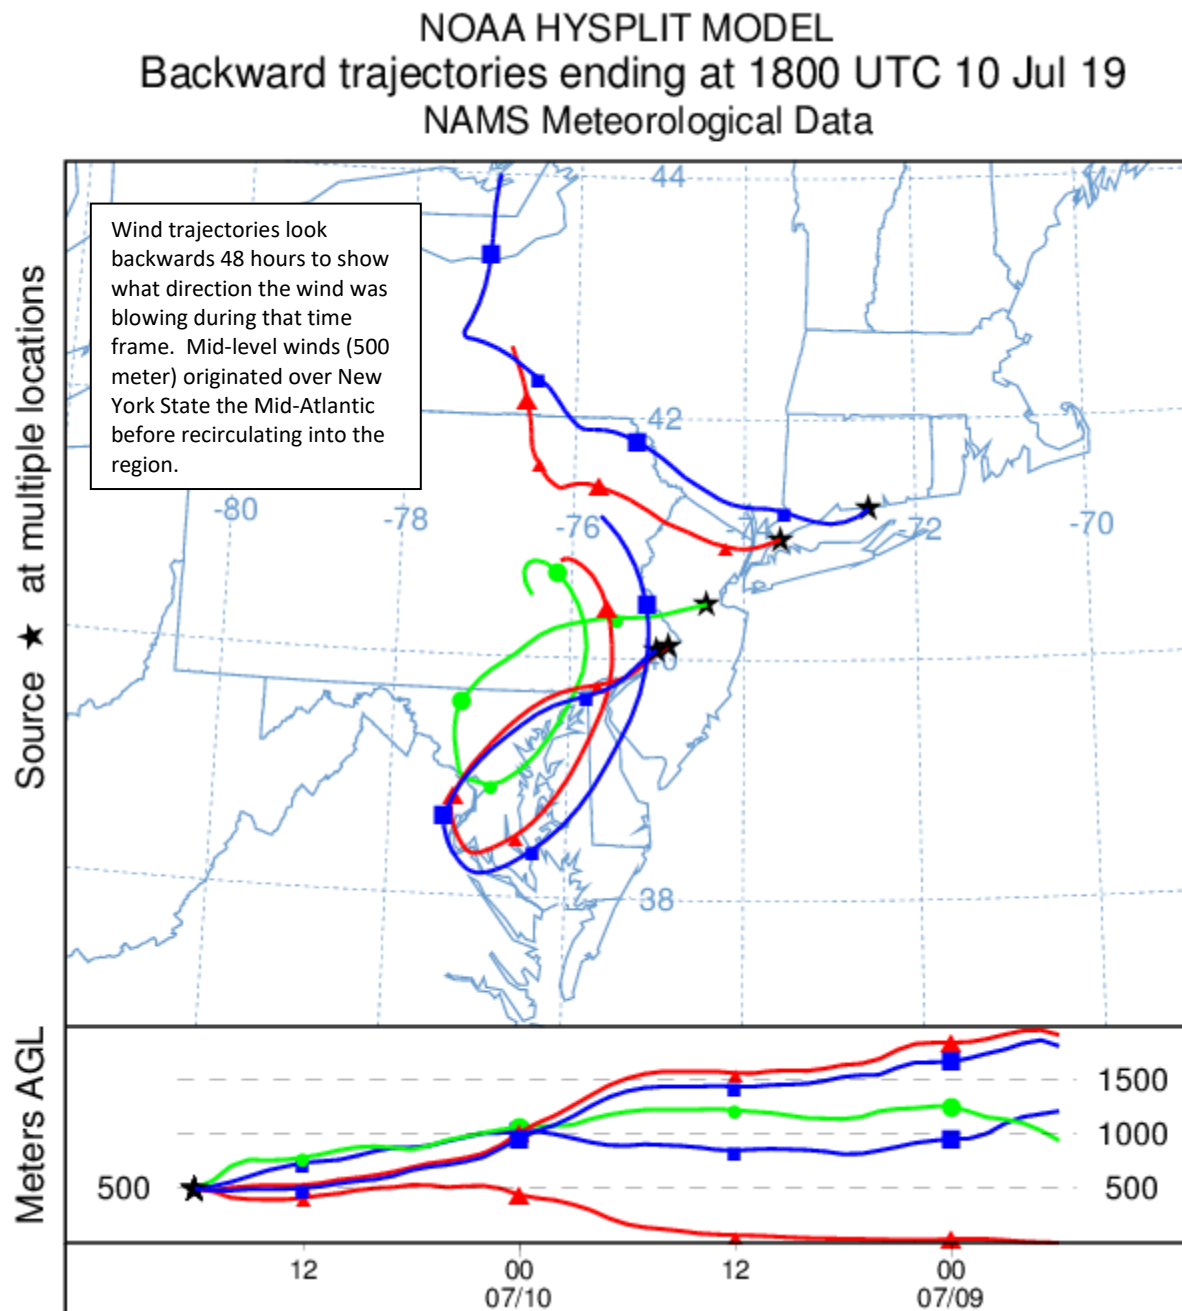 NOAA HYSPLIT MODEL
Backward trajectories ending at 1800 UTC 10 Jul 19
NAMS Meteorological Data
Source ★ at multiple locations
44
Wind trajectories look
backwards 48 hours to show
what direction the wind was
blowing during that time
frame. Mid-level winds (500
meter) originated over New
York State the Mid-Atlantic
before recirculating into the
region.
42
-80
-78
-76
-74
-72
-70
38
Meters AGL
1500
1000
500
500
12
00
12
00
07/10
07/09